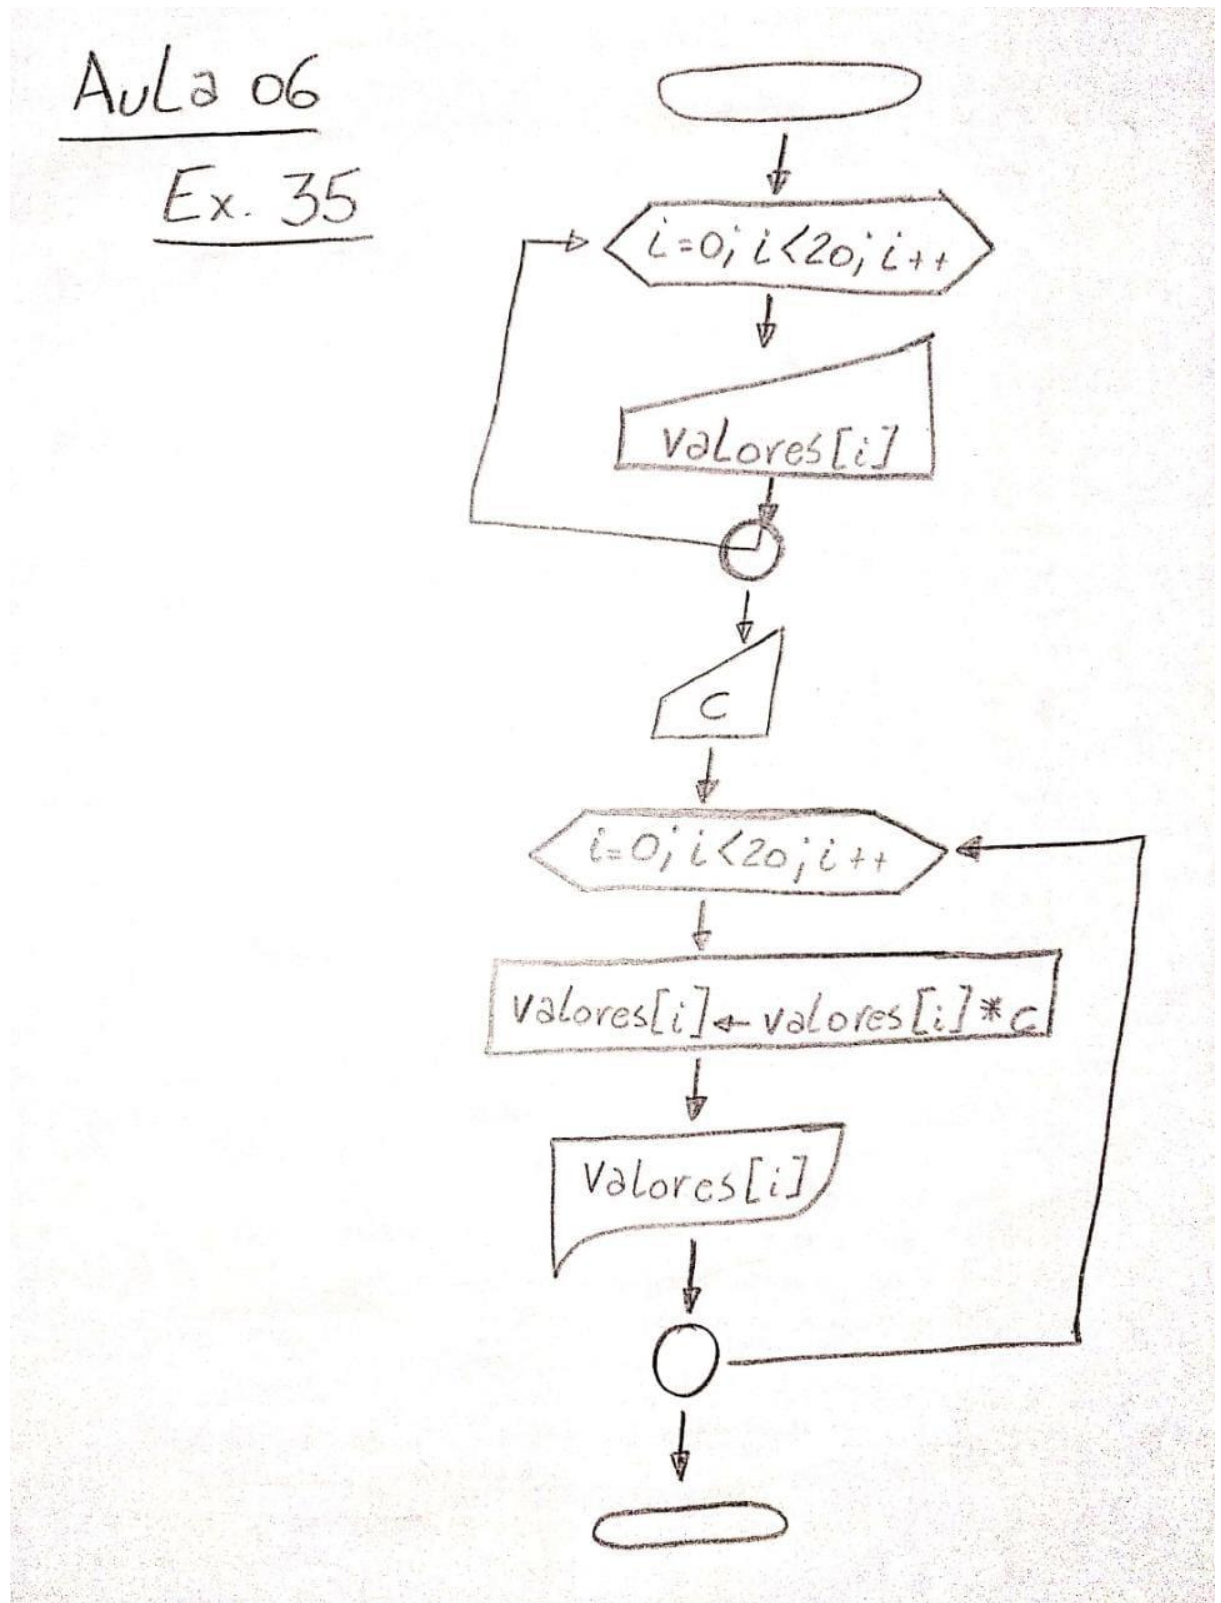 Aula 06
Ex. 35
i=0; i<20; i++
valores[i]
C
i=0; i<20; i++
valores[i]←valores[i]*c
valores[i]